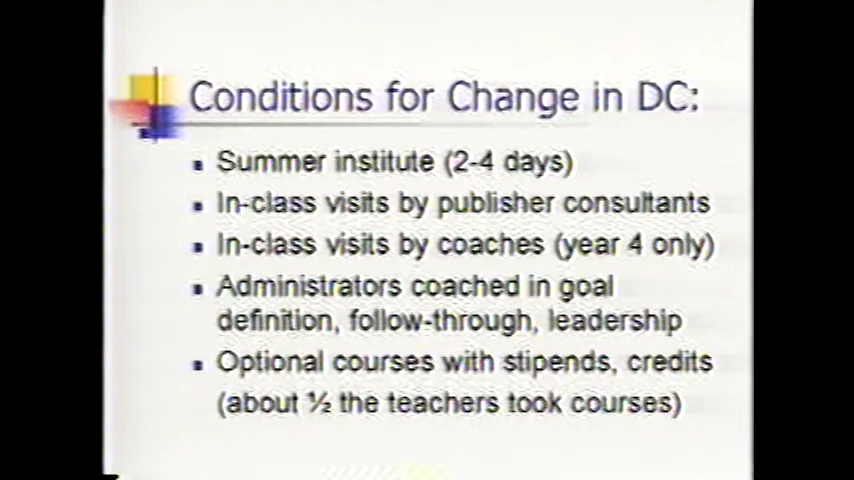 Conditions for Change in DC:
Summer institute (2-4 days)
In-class visits by publisher consultants
In-class visits by coaches (year 4 only)
Administrators coached in goal
definition, follow-through, leadership
Optional courses with stipends, credits
(about ½ the teachers took courses)